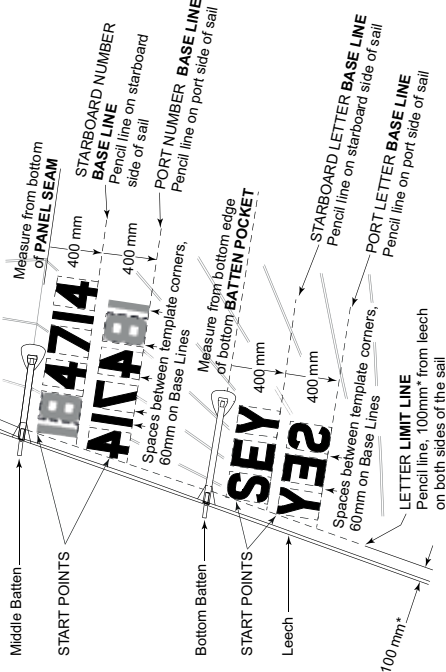 Middle Batten
START POINTS
Bottom Batten
START POINTS
Leech
100 mm*
Measure from bottom
of PANEL SEAM
184714
400 mm
STARBOARD NUMBER
BASE LINE
Pencil line on starboard
side of sail
184714
400 mm
PORT NUMBER BASE LINE
Pencil line on port side of sail
Spaces between template corners,
60mm on Base Lines
Measure from bottom edge
of bottom BATTEN POCKET
SEY
400 mm
STARBOARD LETTER BASE LINE
Pencil line on starboard side of sail
SEY
400 mm
PORT LETTER BASE LINE
Pencil line on port side of sail
Spaces between template corners,
60mm on Base Lines
LETTER LIMIT LINE
Pencil line, 100mm* from leech
on both sides of the sail